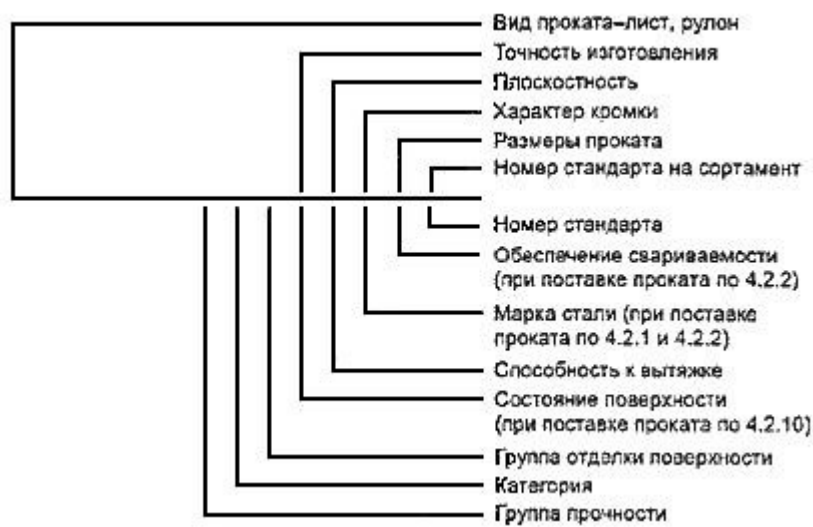 Вид проката–лист, рулон
Точность изготовления
Плоскостность
Характер кромки
Размеры проката
Номер стандарта на сортамент
Номер стандарта
Обеспечение свариваемости
(при поставке проката по 4.2.2)
Марка стали (при поставке
проката по 4.2.1 и 4.2.2)
Способность к вытяжке
Состояние поверхности
(при поставке проката по 4.2.10)
Группа отделки поверхности
Категория
Группа прочности